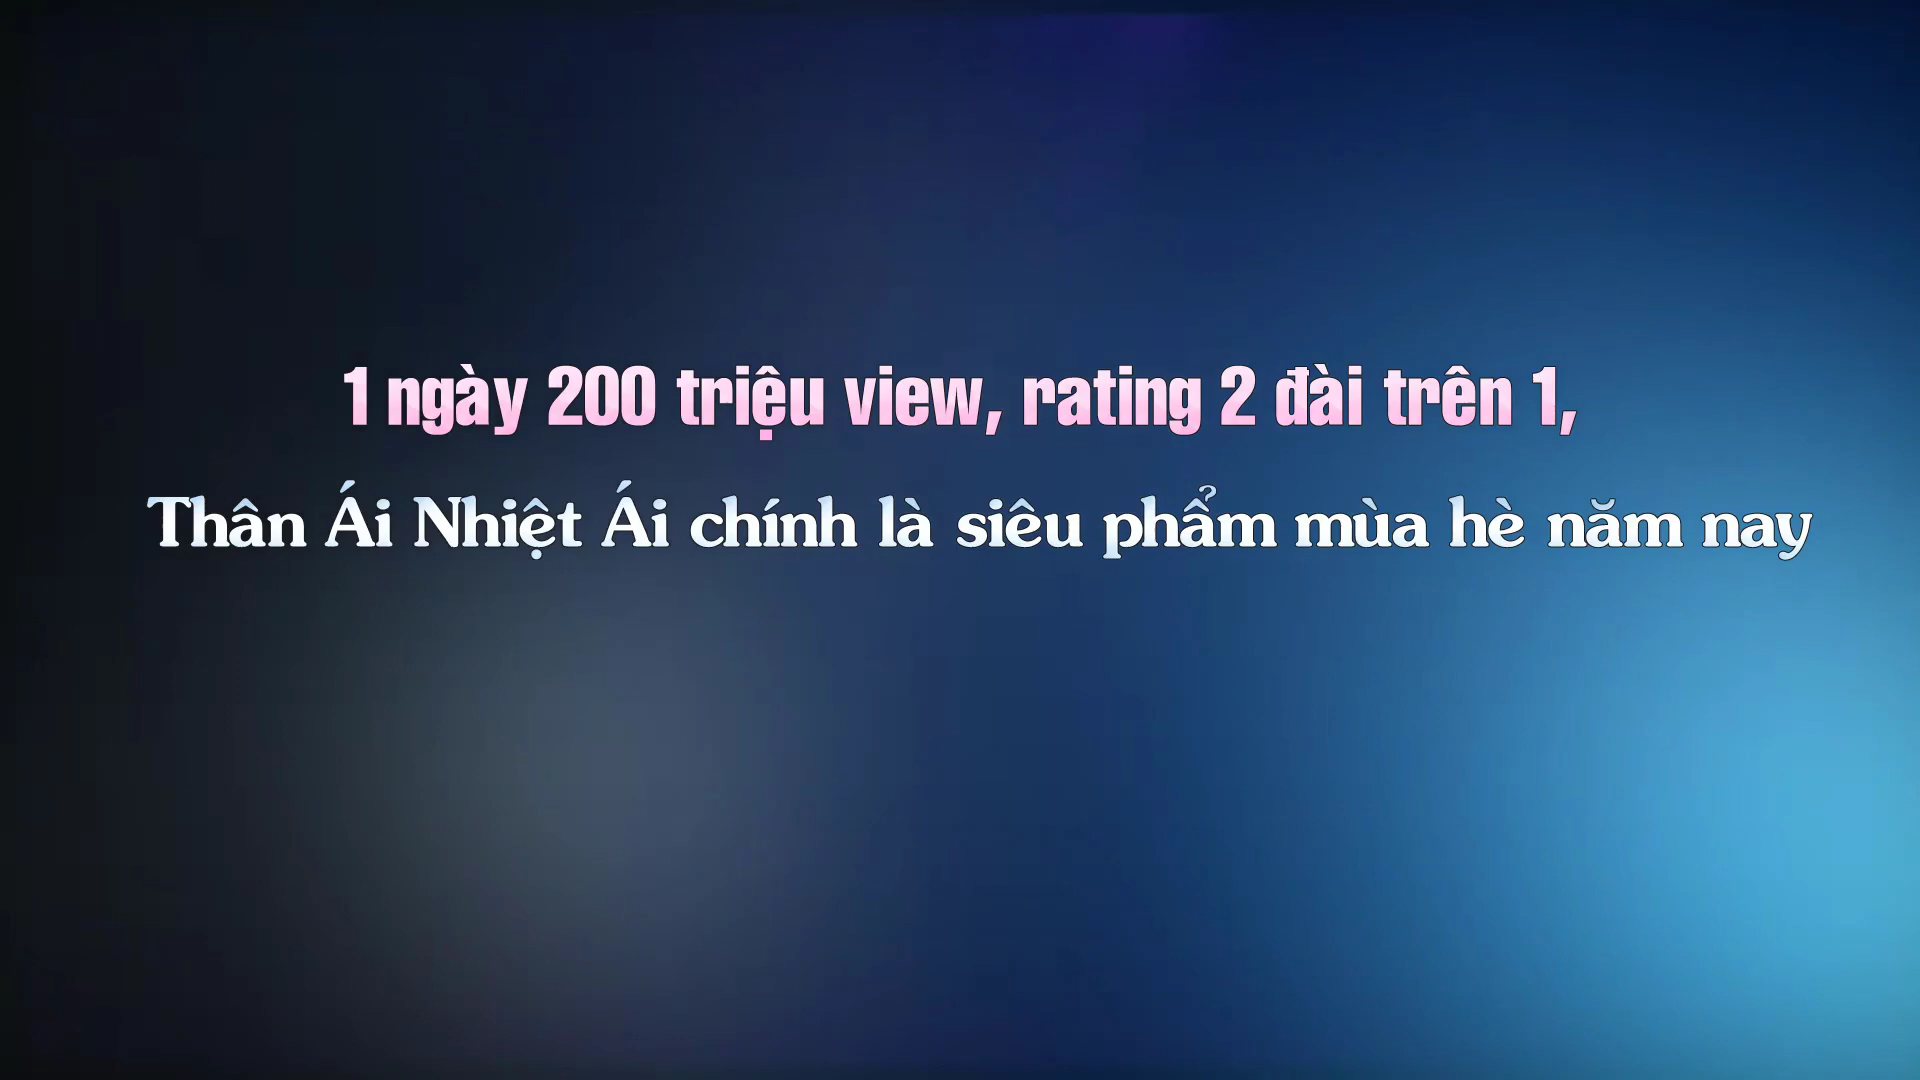 1 ngày 200 triệu view, rating 2 đài trên 1,
Thân Ái Nhiệt Ái chính là siêu phẩm mùa hè năm nay